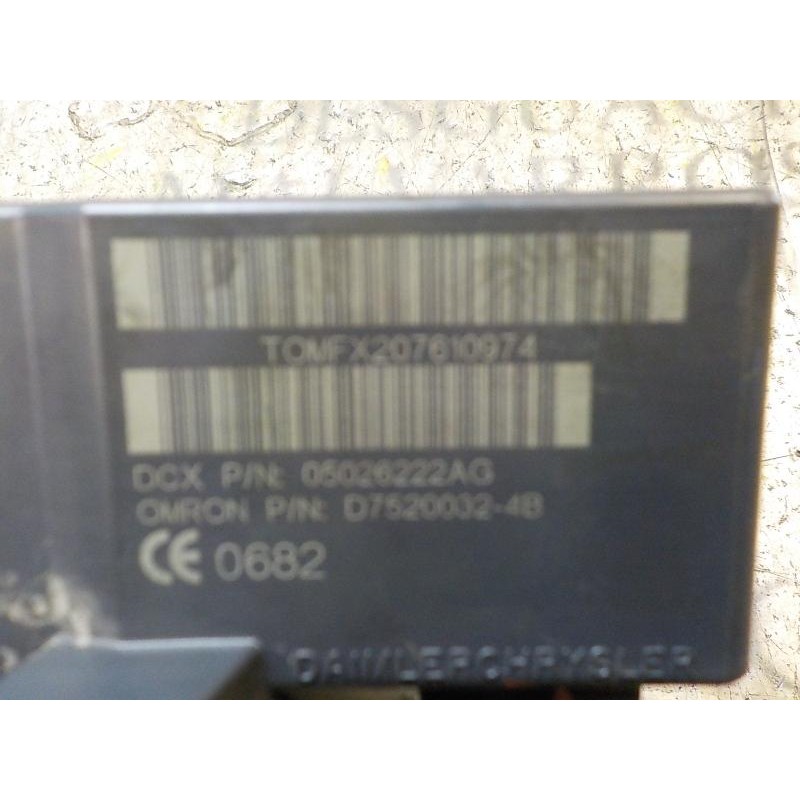 TOMFX207610974
DCX P/N: 05026222AG
OMRON P/N: D7520032-4B
CE 0682
DAIMLERCHRYSLER